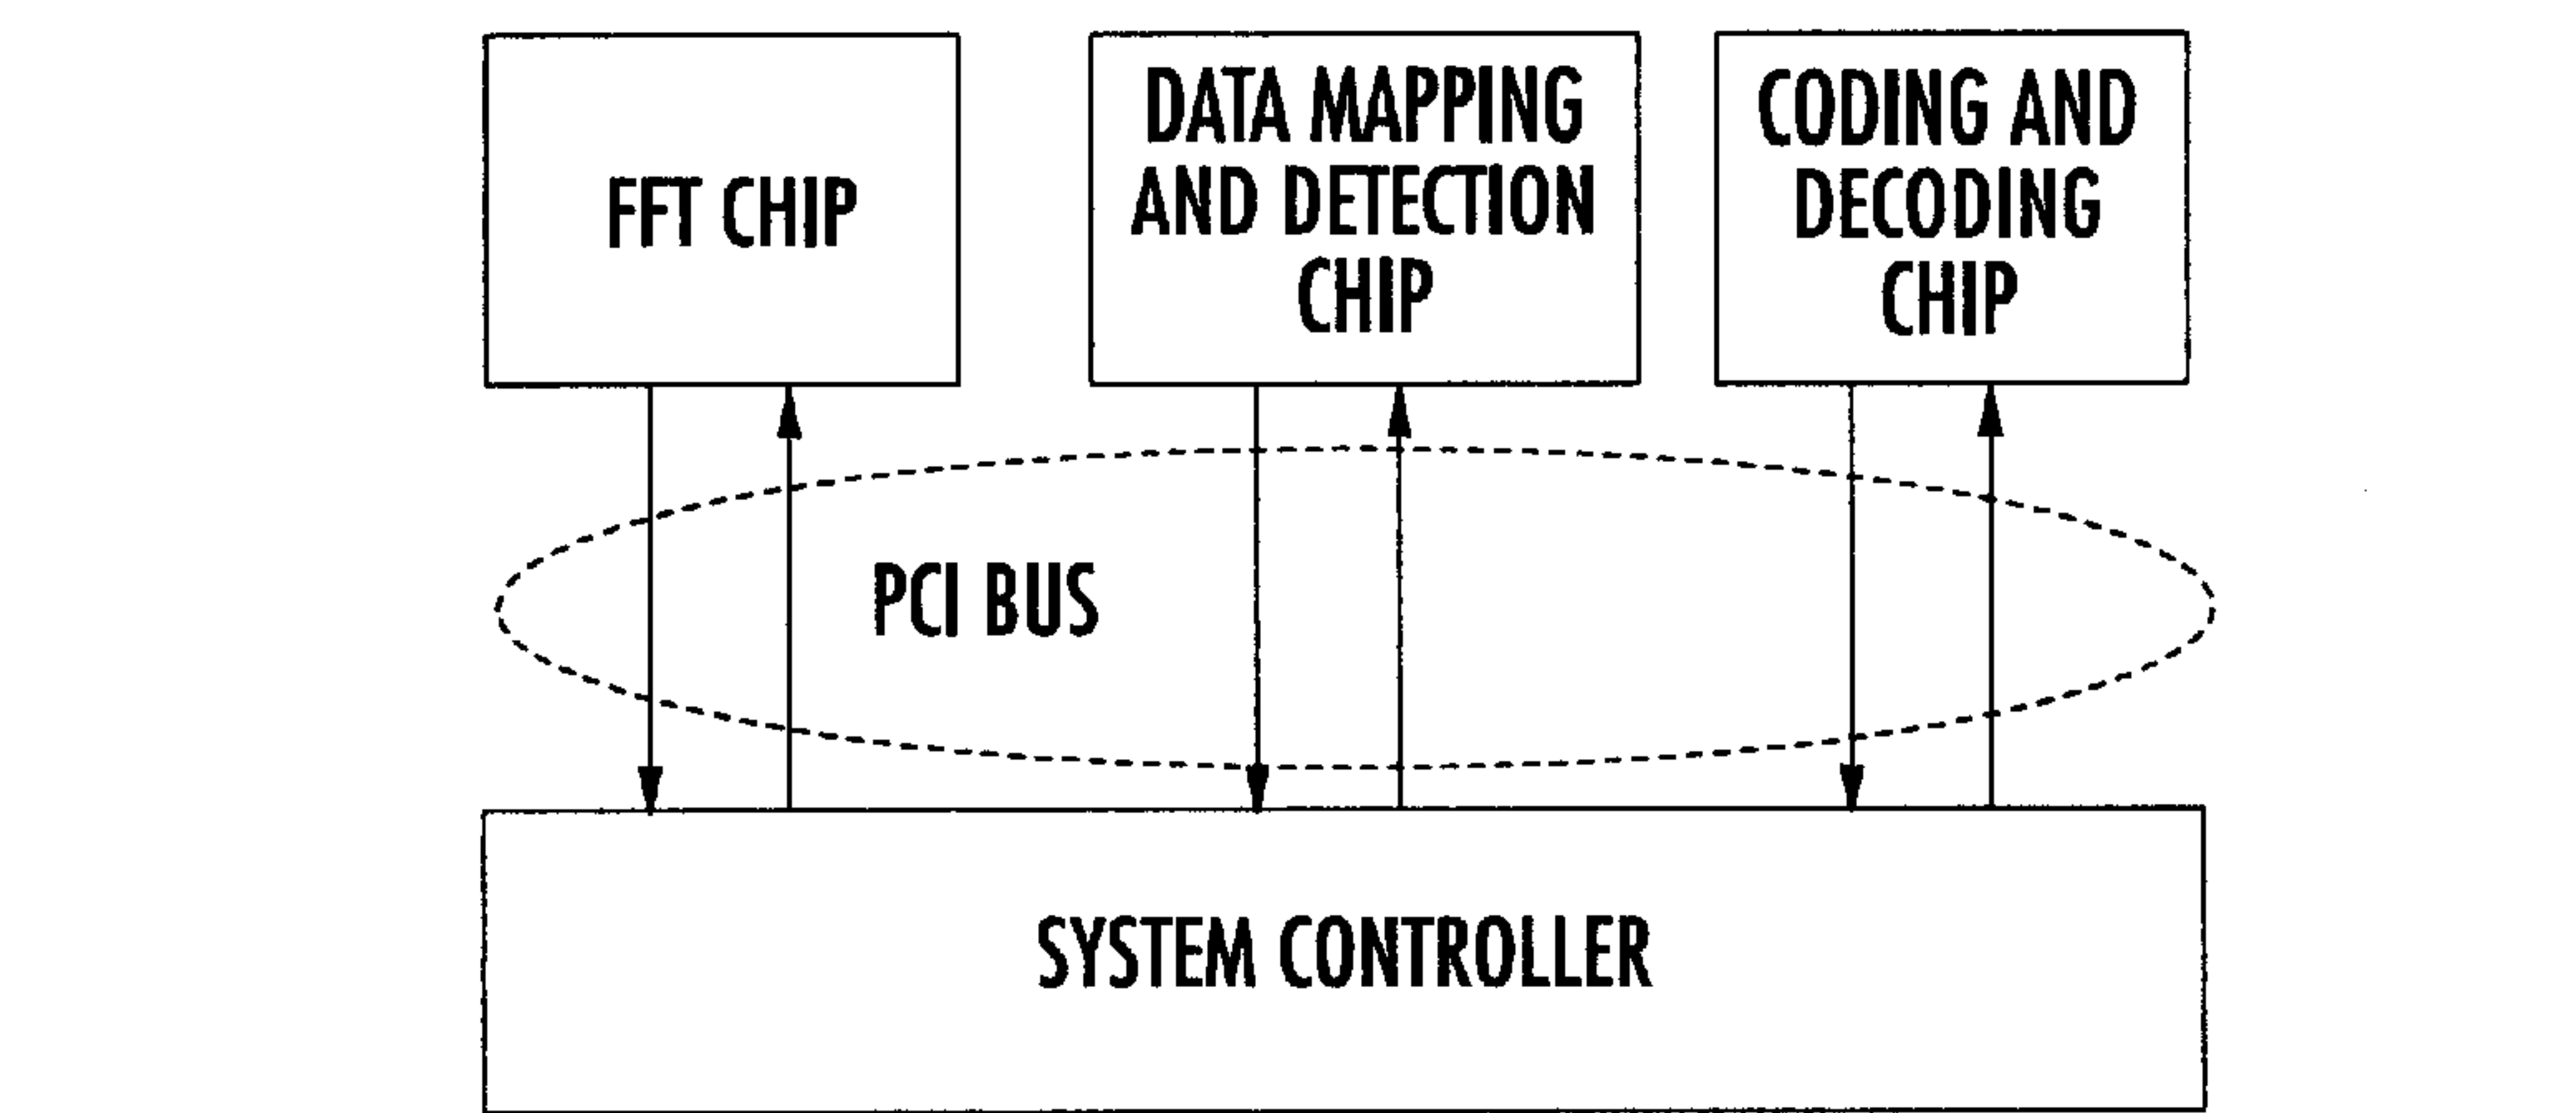 FFT CHIP
DATA MAPPING
AND DETECTION
CHIP
CODING AND
DECODING
CHIP
PCI BUS
SYSTEM CONTROLLER